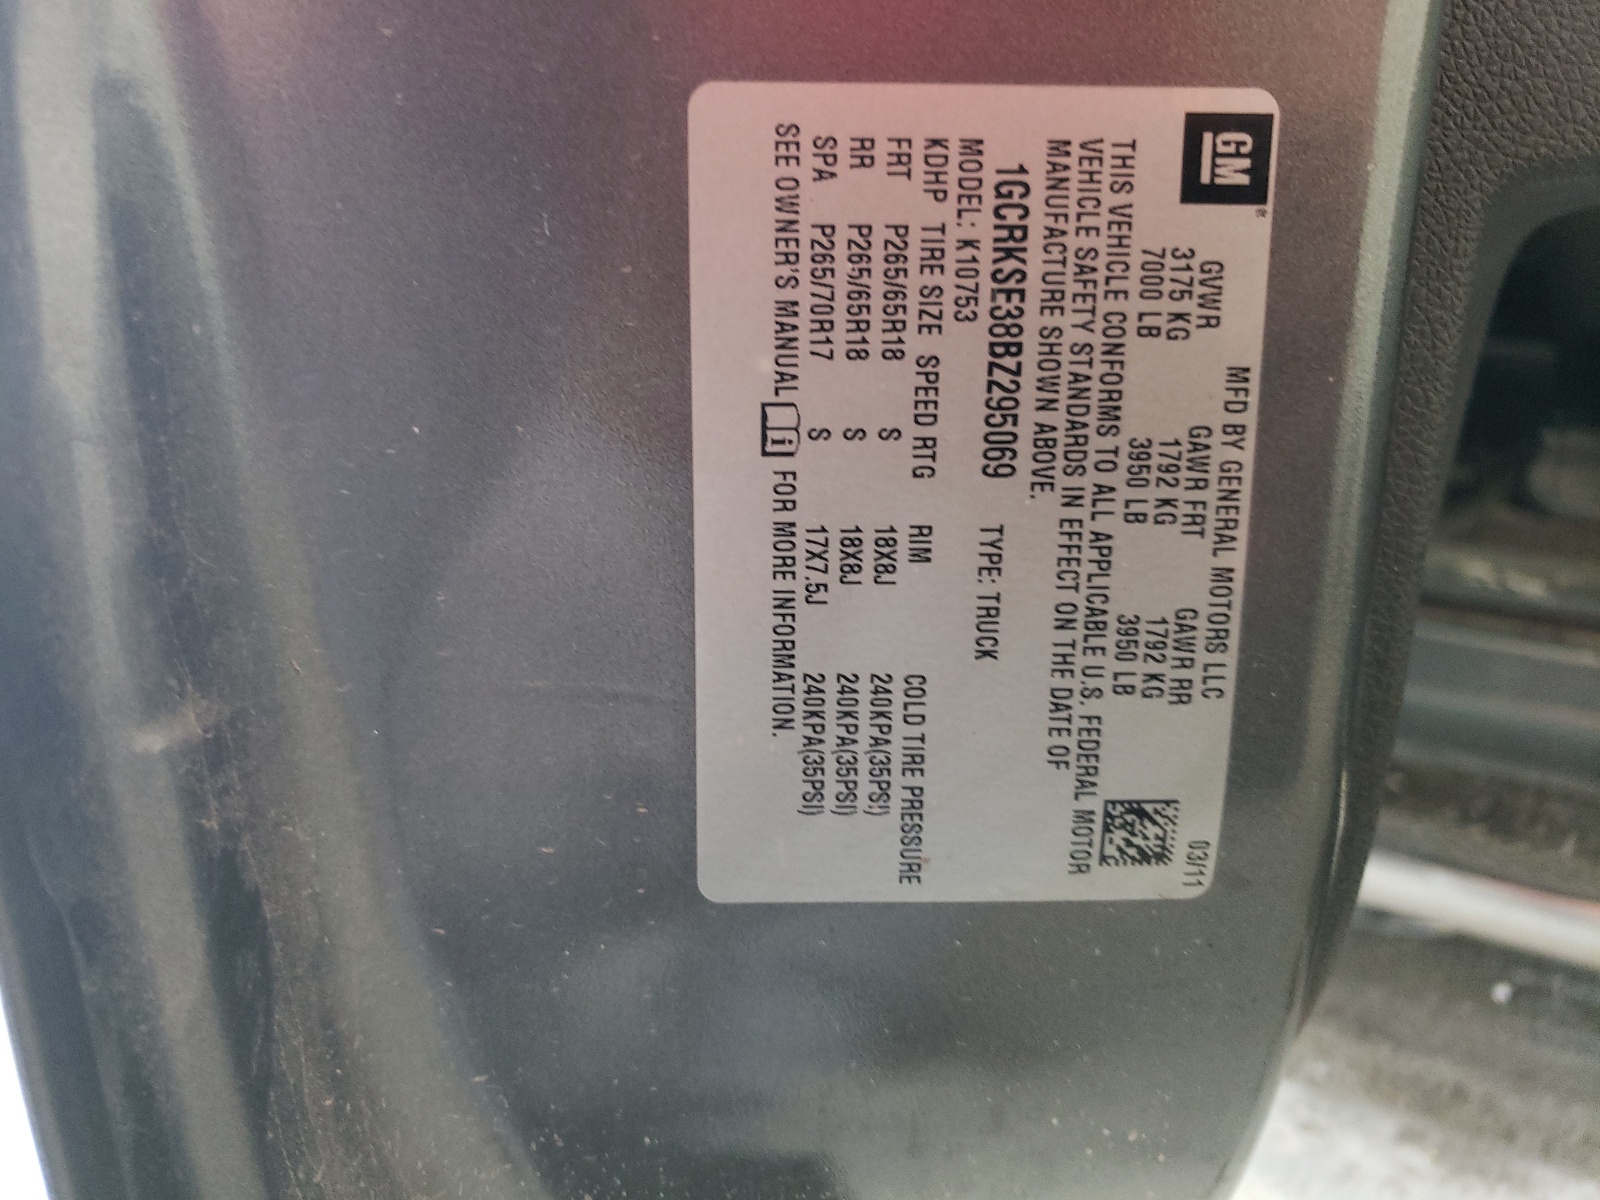 GM
MFD BY GENERAL MOTORS LLC 03/11
GVWR GAWR FRT GAWR RR
3175 KG 1792 KG 1792 KG
7000 LB 3950 LB 3950 LB
THIS VEHICLE CONFORMS TO ALL APPLICABLE U.S. FEDERAL MOTOR
VEHICLE SAFETY STANDARDS IN EFFECT ON THE DATE OF
MANUFACTURE SHOWN ABOVE.
1GCRKSE38BZ295069 TYPE: TRUCK
MODEL: K10753
KDHP TIRE SIZE SPEED RTG RIM COLD TIRE PRESSURE
FRT P265/65R18 S 18X8J 240KPA(35PSI)
RR P265/65R18 S 18X8J 240KPA(35PSI)
SPA P265/70R17 S 17X7.5J 240KPA(35PSI)
SEE OWNER'S MANUAL i FOR MORE INFORMATION.